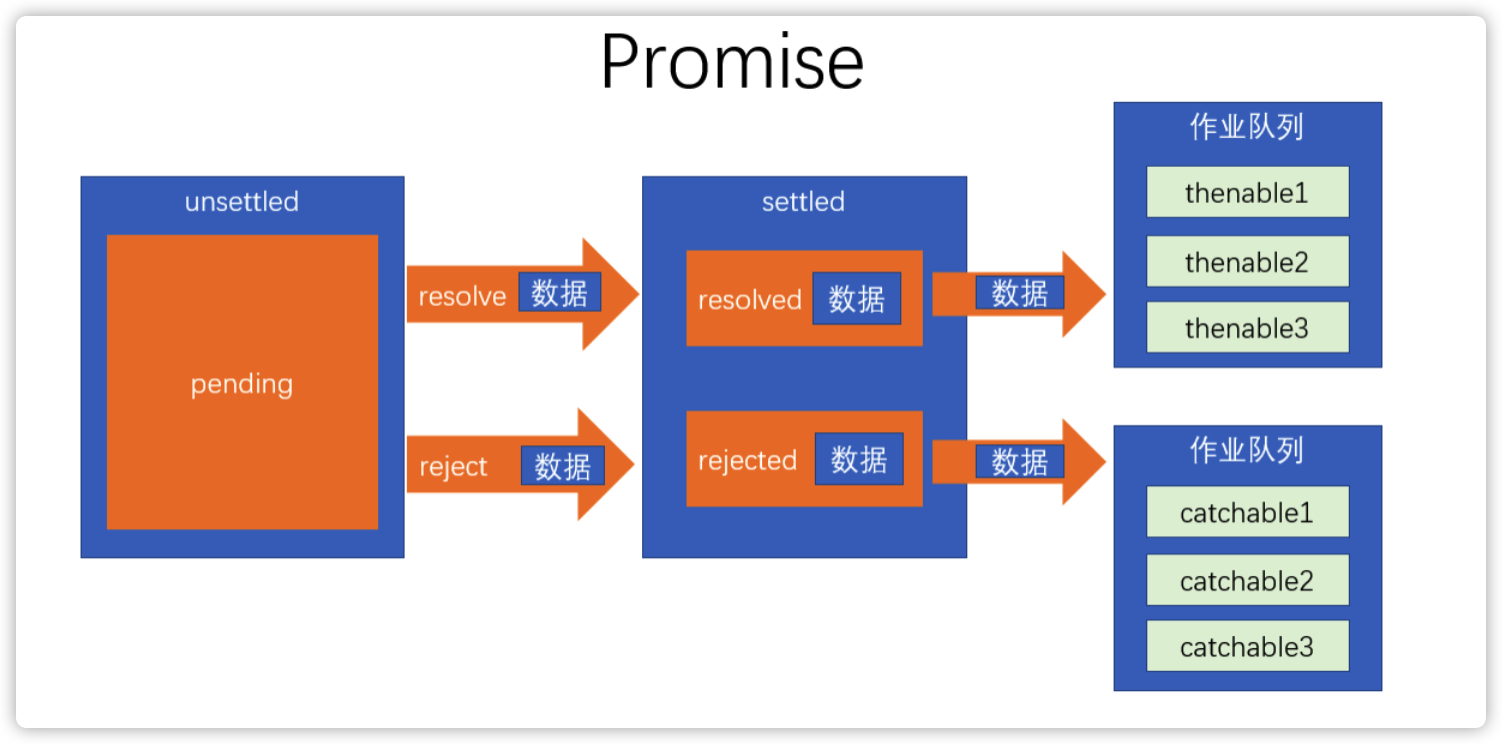 Promise
unsettled
pending
resolve 数据
reject 数据
settled
resolved 数据
rejected 数据
数据
数据
作业队列
thenable1
thenable2
thenable3
作业队列
catchable1
catchable2
catchable3